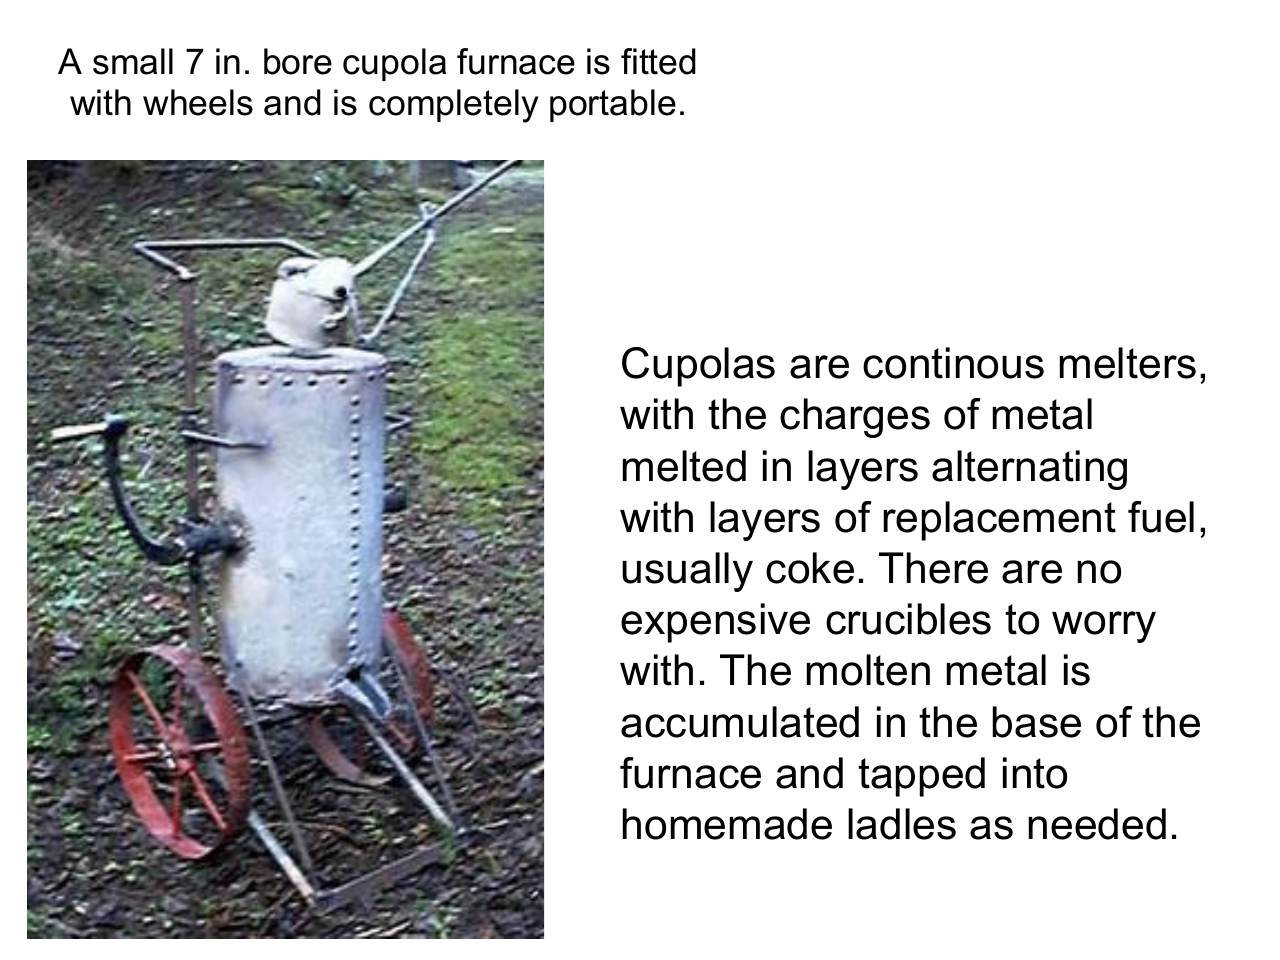 A small 7 in. bore cupola furnace is fitted
with wheels and is completely portable.
Cupolas are continous melters,
with the charges of metal
melted in layers alternating
with layers of replacement fuel,
usually coke. There are no
expensive crucibles to worry
with. The molten metal is
accumulated in the base of the
furnace and tapped into
homemade ladles as needed.